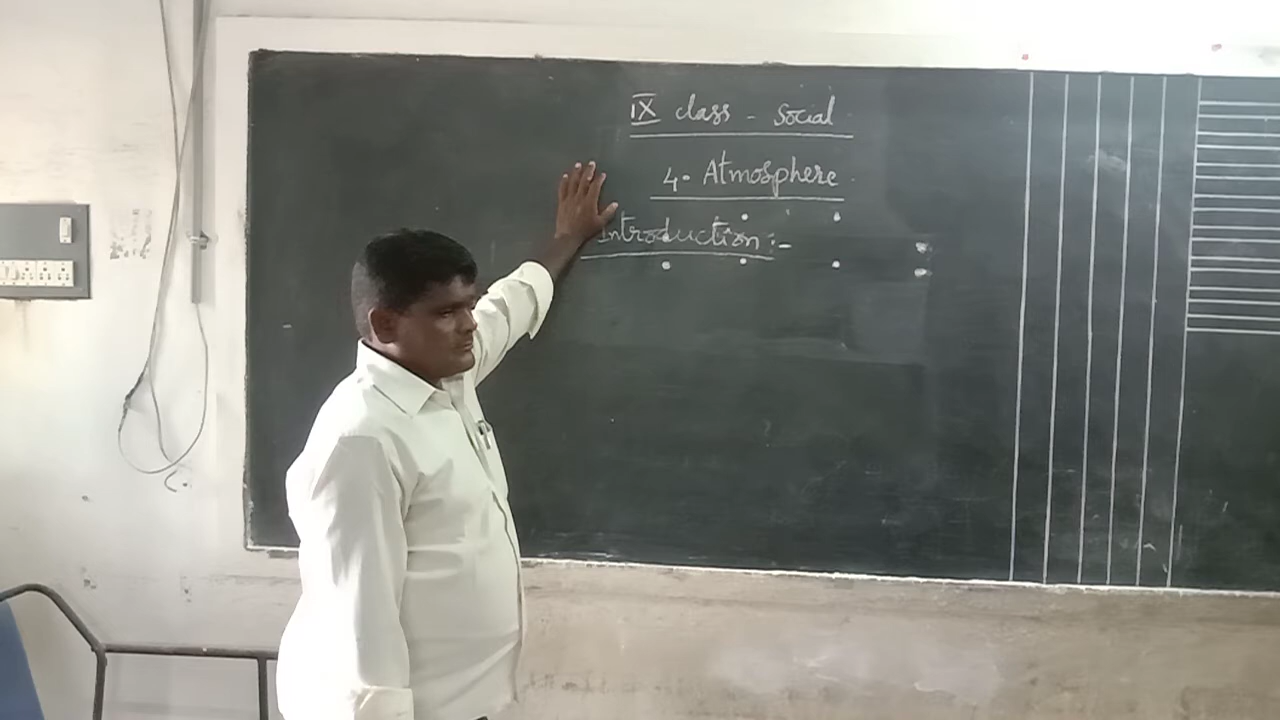 IX class - Social
4. Atmosphere
Introduction :-